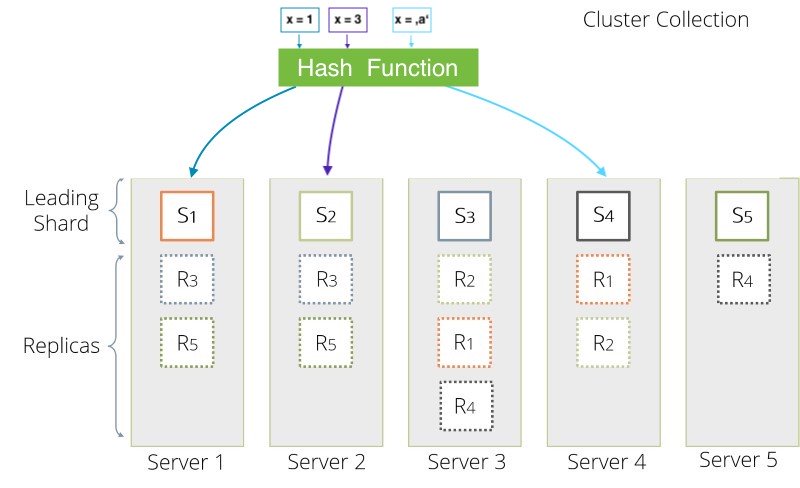 Cluster Collection
x = 1
x = 3
x = ‚a‘
Hash Function
Leading
Shard
S1
S2
S3
S4
S5
R3
R3
R2
R1
R4
Replicas
R5
R5
R1
R2
R4
Server 1
Server 2
Server 3
Server 4
Server 5